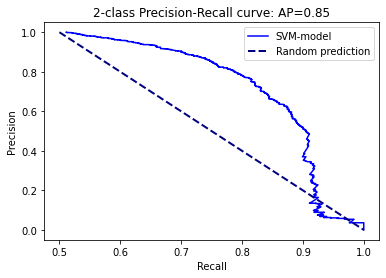 2-class Precision-Recall curve: AP=0.85
SVM-model
Random prediction
Precision
1.0
0.8
0.6
0.4
0.2
0.0
0.5 0.6 0.7 0.8 0.9 1.0
Recall